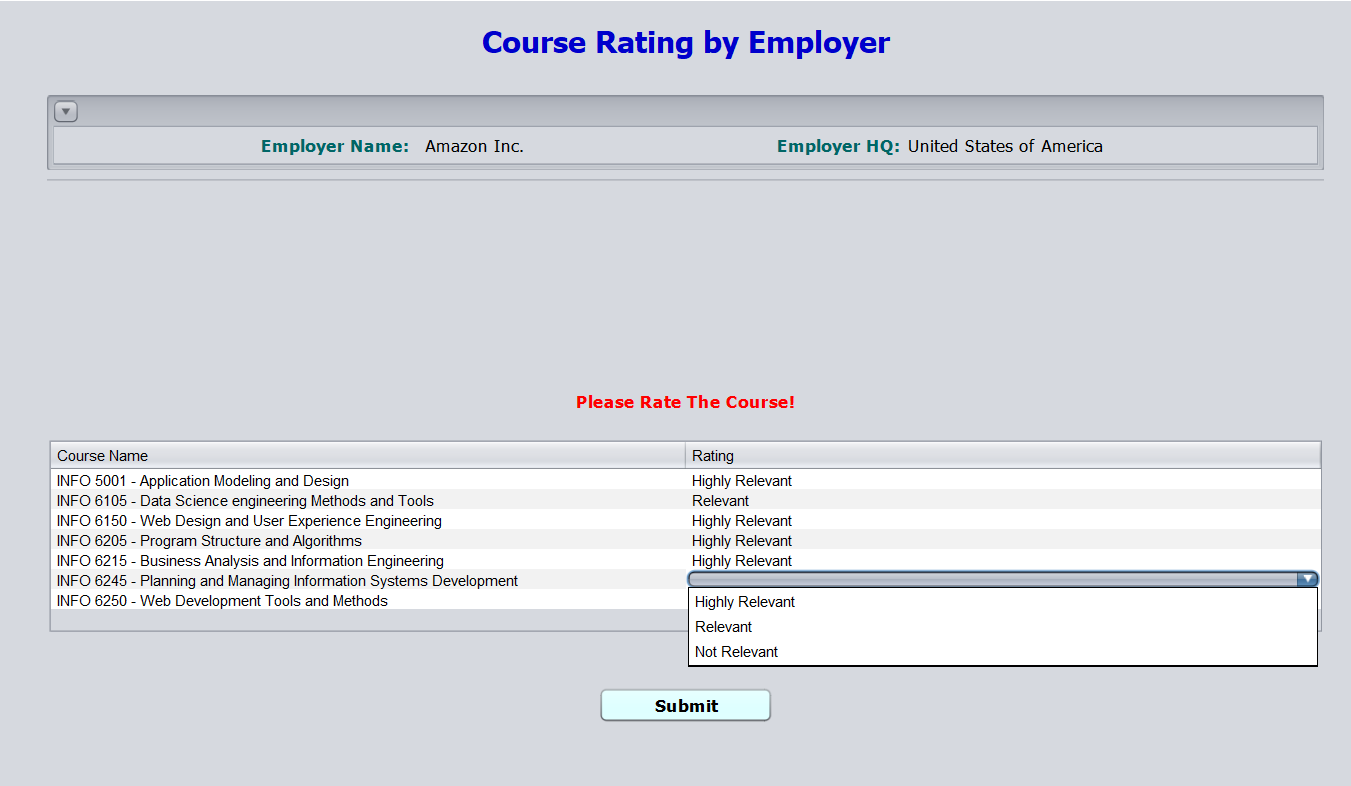 Course Rating by Employer
Employer Name: Amazon Inc. Employer HQ: United States of America
Please Rate The Course!
Course Name Rating
INFO 5001 - Application Modeling and Design Highly Relevant
INFO 6105 - Data Science engineering Methods and Tools Relevant
INFO 6150 - Web Design and User Experience Engineering Highly Relevant
INFO 6205 - Program Structure and Algorithms Highly Relevant
INFO 6215 - Business Analysis and Information Engineering Highly Relevant
INFO 6245 - Planning and Managing Information Systems Development
INFO 6250 - Web Development Tools and Methods
Highly Relevant
Relevant
Not Relevant
Submit